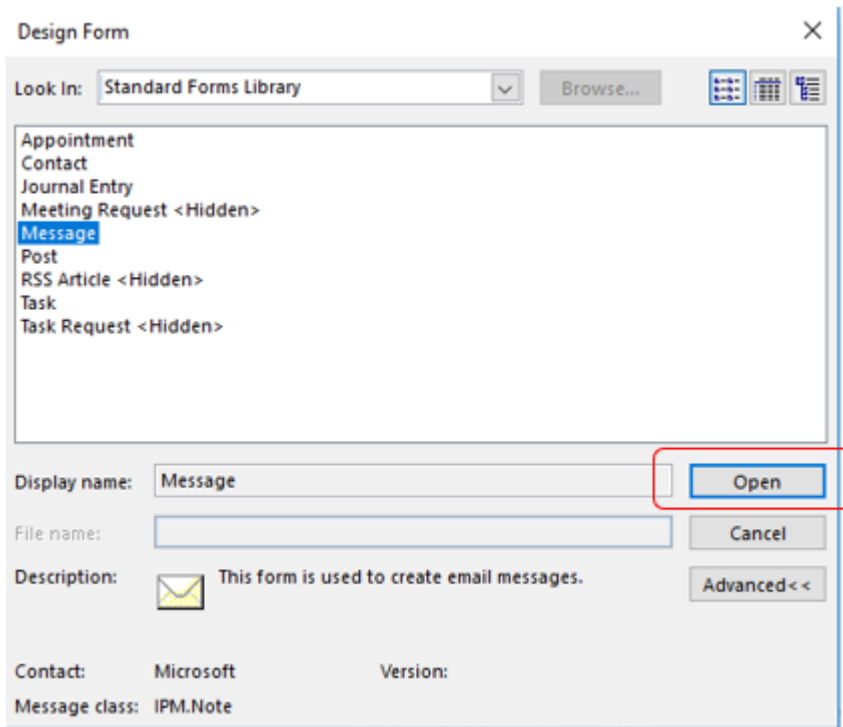 Design Form
Look In: Standard Forms Library Browse...
Appointment
Contact
Journal Entry
Meeting Request <Hidden>
Message
Post
RSS Article <Hidden>
Task
Task Request <Hidden>
Display name: Message Open
File name: Cancel
Description: This form is used to create email messages. Advanced<<
Contact: Microsoft Version:
Message class: IPM.Note